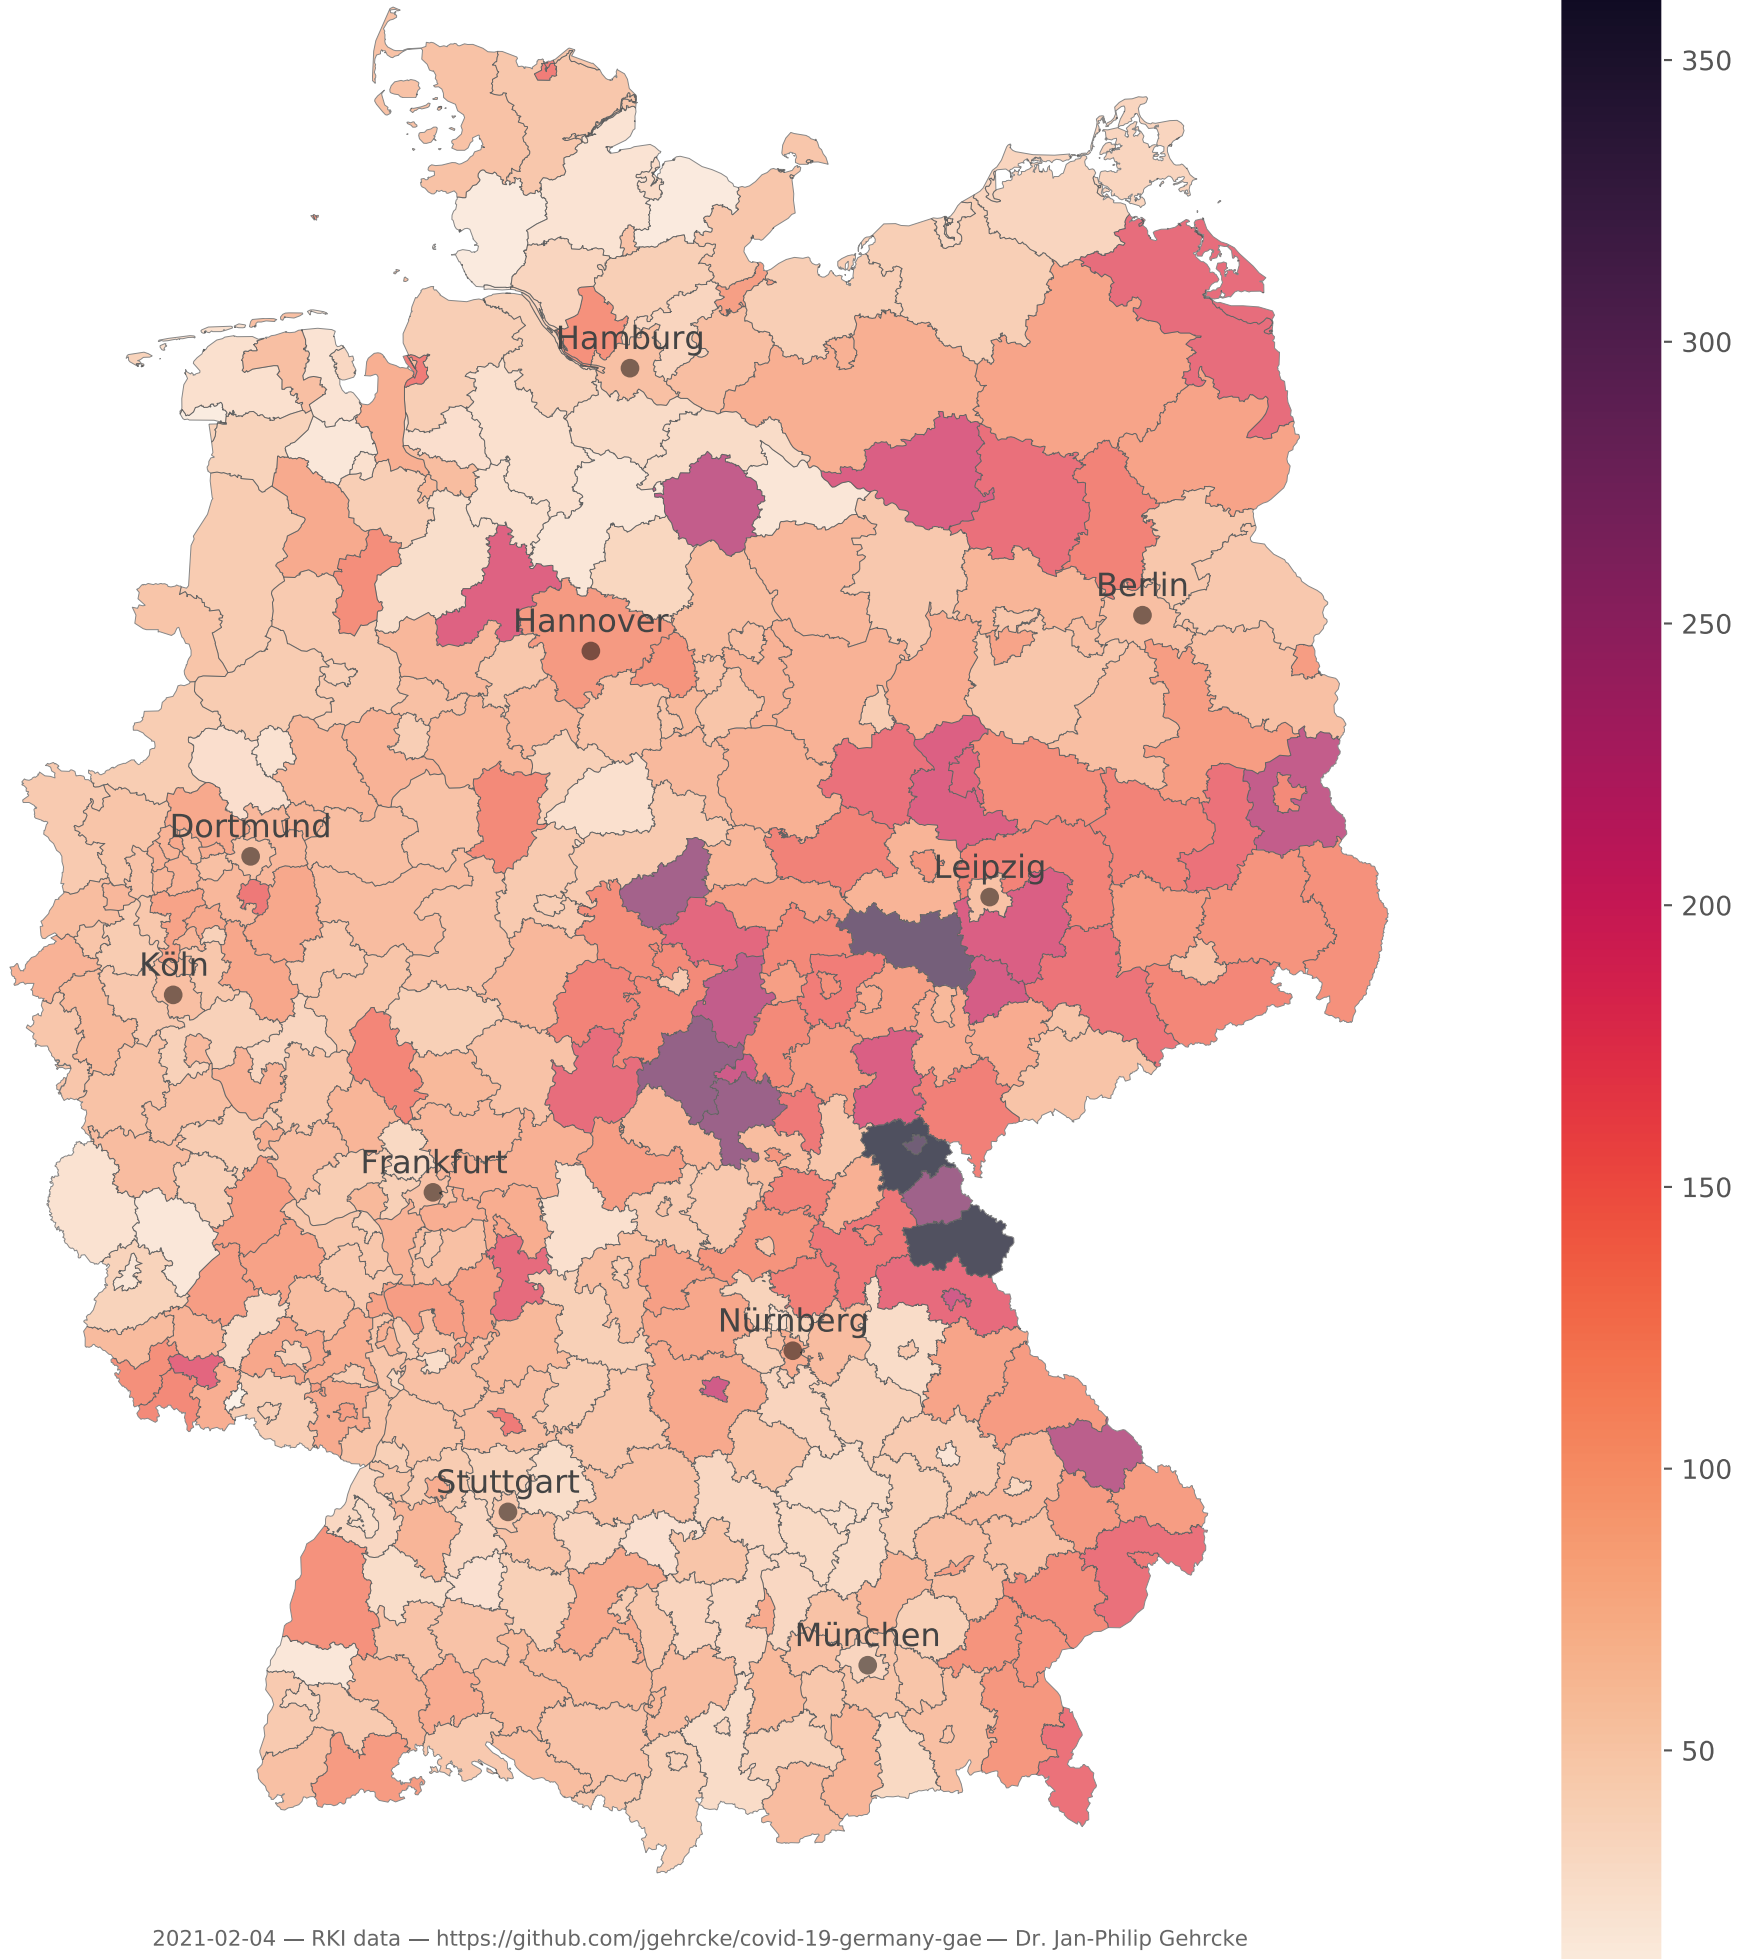 350
300
Hamburg
Berlin
250
Hannover
Dortmund
200
Leipzig
Köln
Frankfurt
150
Nürnberg
Stuttgart
100
München
50
2021-02-04 — RKI data — https://github.com/jgehrcke/covid-19-germany-gae — Dr. Jan-Philip Gehrcke